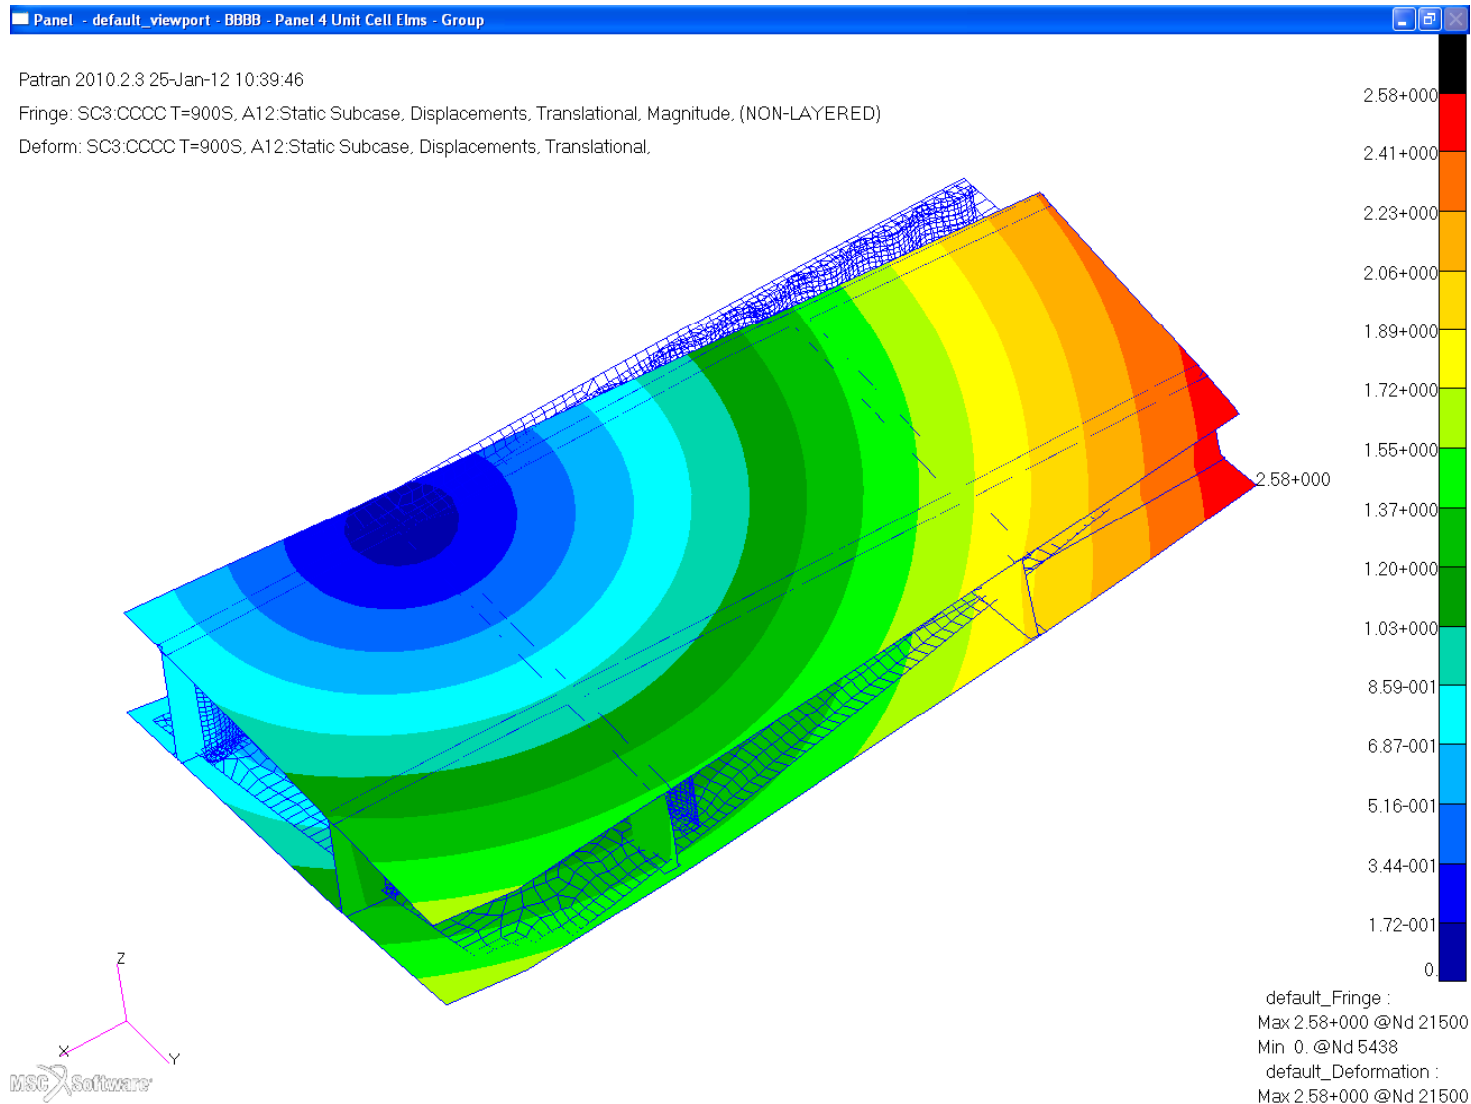 Panel - default_viewport - BBBB - Panel 4 Unit Cell Elms - Group
Patran 2010.2.3 25-Jan-12 10:39:46
Fringe: SC3:CCCC T=900S, A12:Static Subcase, Displacements, Translational, Magnitude, (NON-LAYERED)
Deform: SC3:CCCC T=900S, A12:Static Subcase, Displacements, Translational,
2.58+000
2.41+000
2.23+000
2.06+000
1.89+000
1.72+000
1.55+000
2.58+000
1.37+000
1.20+000
1.03+000
8.59-001
6.87-001
5.16-001
3.44-001
1.72-001
0.
Z
X
Y
MSC Software
default_Fringe :
Max 2.58+000 @Nd 21500
Min 0. @Nd 5438
default_Deformation :
Max 2.58+000 @Nd 21500